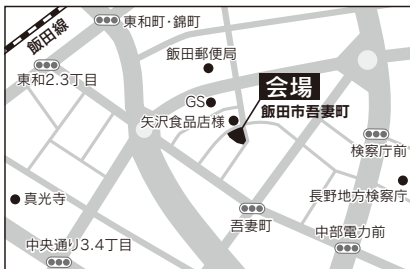 飯田線
東和町・錦町
飯田郵便局
東和2.3丁目
GS
会場
飯田市吾妻町
矢沢食品店様
検察庁前
真光寺
長野地方検察庁
吾妻町
中部電力前
中央通り3.4丁目